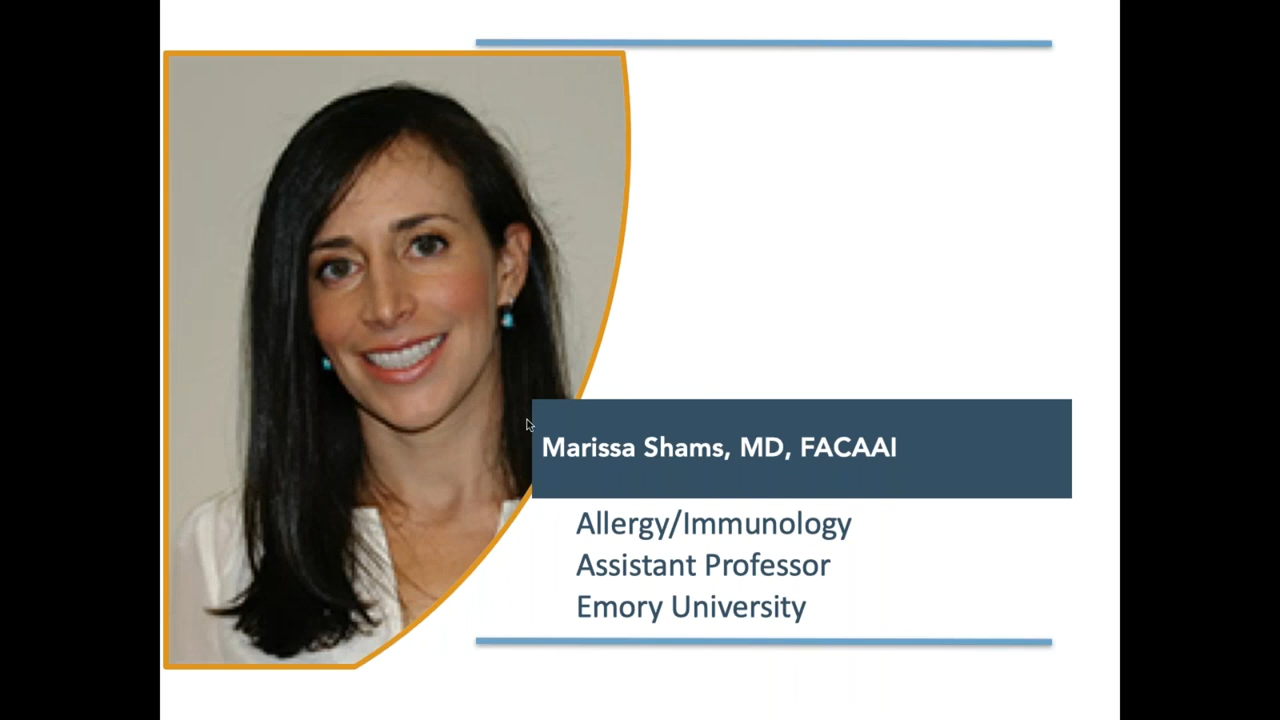 Marissa Shams, MD, FACAAI
Allergy/Immunology
Assistant Professor
Emory University